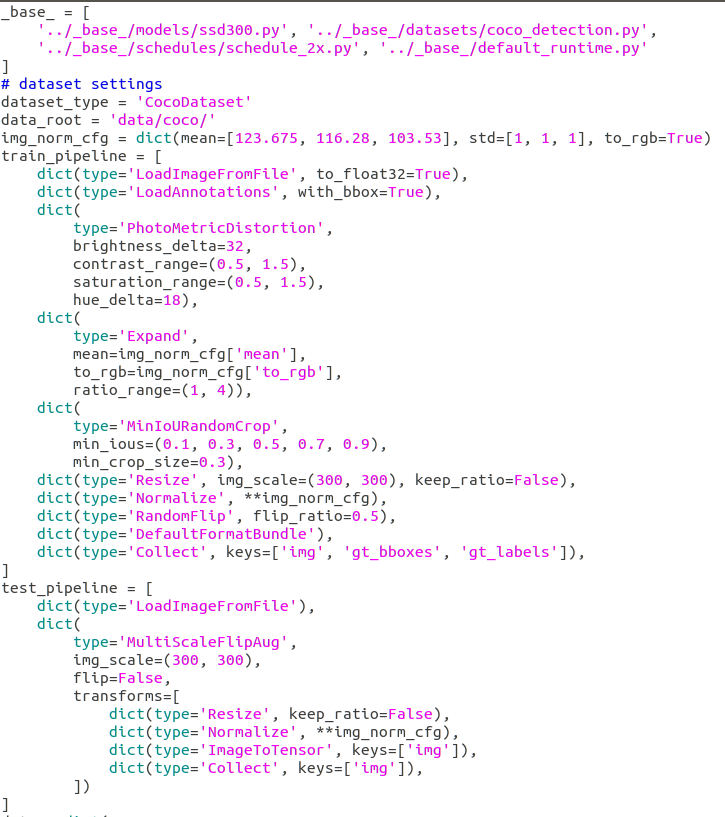 _base_ = [
    '../_base_/models/ssd300.py', '../_base_/datasets/coco_detection.py',
    '../_base_/schedules/schedule_2x.py', '../_base_/default_runtime.py'
]
# dataset settings
dataset_type = 'CocoDataset'
data_root = 'data/coco/'
img_norm_cfg = dict(mean=[123.675, 116.28, 103.53], std=[1, 1, 1], to_rgb=True)
train_pipeline = [
    dict(type='LoadImageFromFile', to_float32=True),
    dict(type='LoadAnnotations', with_bbox=True),
    dict(
        type='PhotoMetricDistortion',
        brightness_delta=32,
        contrast_range=(0.5, 1.5),
        saturation_range=(0.5, 1.5),
        hue_delta=18),
    dict(
        type='Expand',
        mean=img_norm_cfg['mean'],
        to_rgb=img_norm_cfg['to_rgb'],
        ratio_range=(1, 4)),
    dict(
        type='MinIoURandomCrop',
        min_ious=(0.1, 0.3, 0.5, 0.7, 0.9),
        min_crop_size=0.3),
    dict(type='Resize', img_scale=(300, 300), keep_ratio=False),
    dict(type='Normalize', **img_norm_cfg),
    dict(type='RandomFlip', flip_ratio=0.5),
    dict(type='DefaultFormatBundle'),
    dict(type='Collect', keys=['img', 'gt_bboxes', 'gt_labels']),
]
test_pipeline = [
    dict(type='LoadImageFromFile'),
    dict(
        type='MultiScaleFlipAug',
        img_scale=(300, 300),
        flip=False,
        transforms=[
            dict(type='Resize', keep_ratio=False),
            dict(type='Normalize', **img_norm_cfg),
            dict(type='ImageToTensor', keys=['img']),
            dict(type='Collect', keys=['img']),
        ])
]